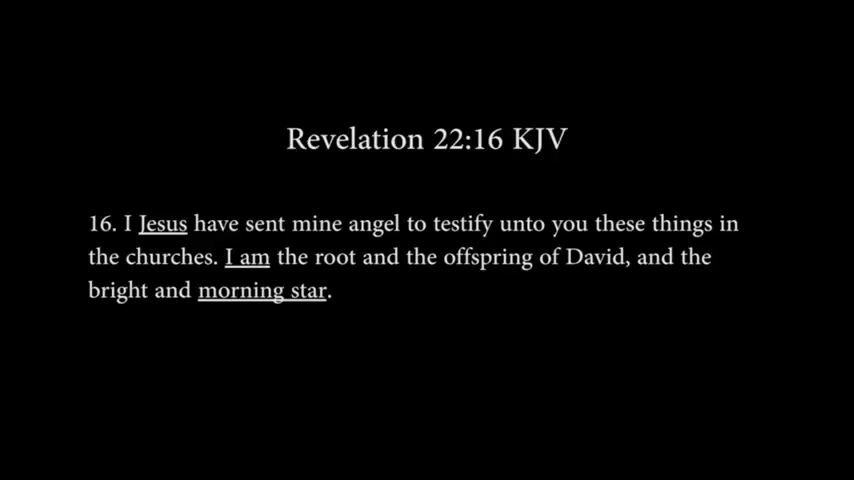 Revelation 22:16 KJV
16. I Jesus have sent mine angel to testify unto you these things in
the churches. I am the root and the offspring of David, and the
bright and morning star.